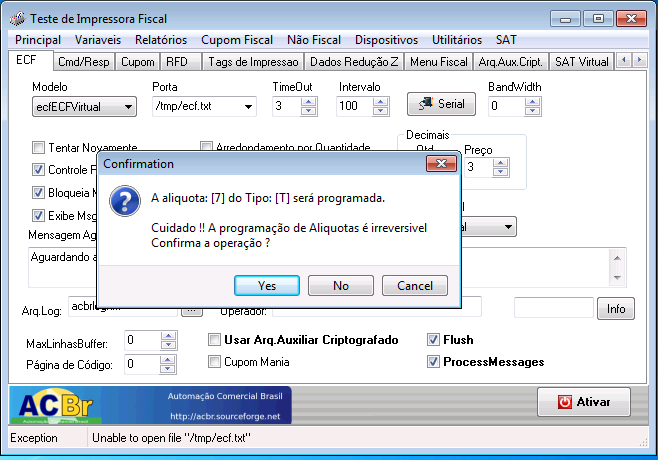 Teste de Impressora Fiscal
Principal Variaveis Relatórios Cupom Fiscal Não Fiscal Dispositivos Utilitários SAT
ECF Cmd/Resp Cupom RFD Tags de Impressao Dados Redução Z Menu Fiscal Arq.Aux.Cript. SAT Virtual
Modelo Porta TimeOut Intervalo BandWidth
ecfECFVirtual /tmp/ecf.txt 3 100 Serial 0
Decimais
Tentar Novamente Arredondamento por Quantidade Qtd Preço
Controle 3
Confirmation
A aliquota: [7] do Tipo: [T] será programada.
Cuidado !! A programação de Aliquotas é irreversivel
Confirma a operação ?
Yes No Cancel
Bloqueia
Exibe Msg
Mensagem
Aguardando
Arq.Log: ... Operador: Info
MaxLinhasBuffer: 0 Usar Arq.Auxiliar Criptografado Flush
Página de Código: 0 Cupom Mania ProcessMessages
ACBr Automação Comercial Brasil
http://acbr.sourceforge.net
Ativar
Exception Unable to open file "/tmp/ecf.txt"